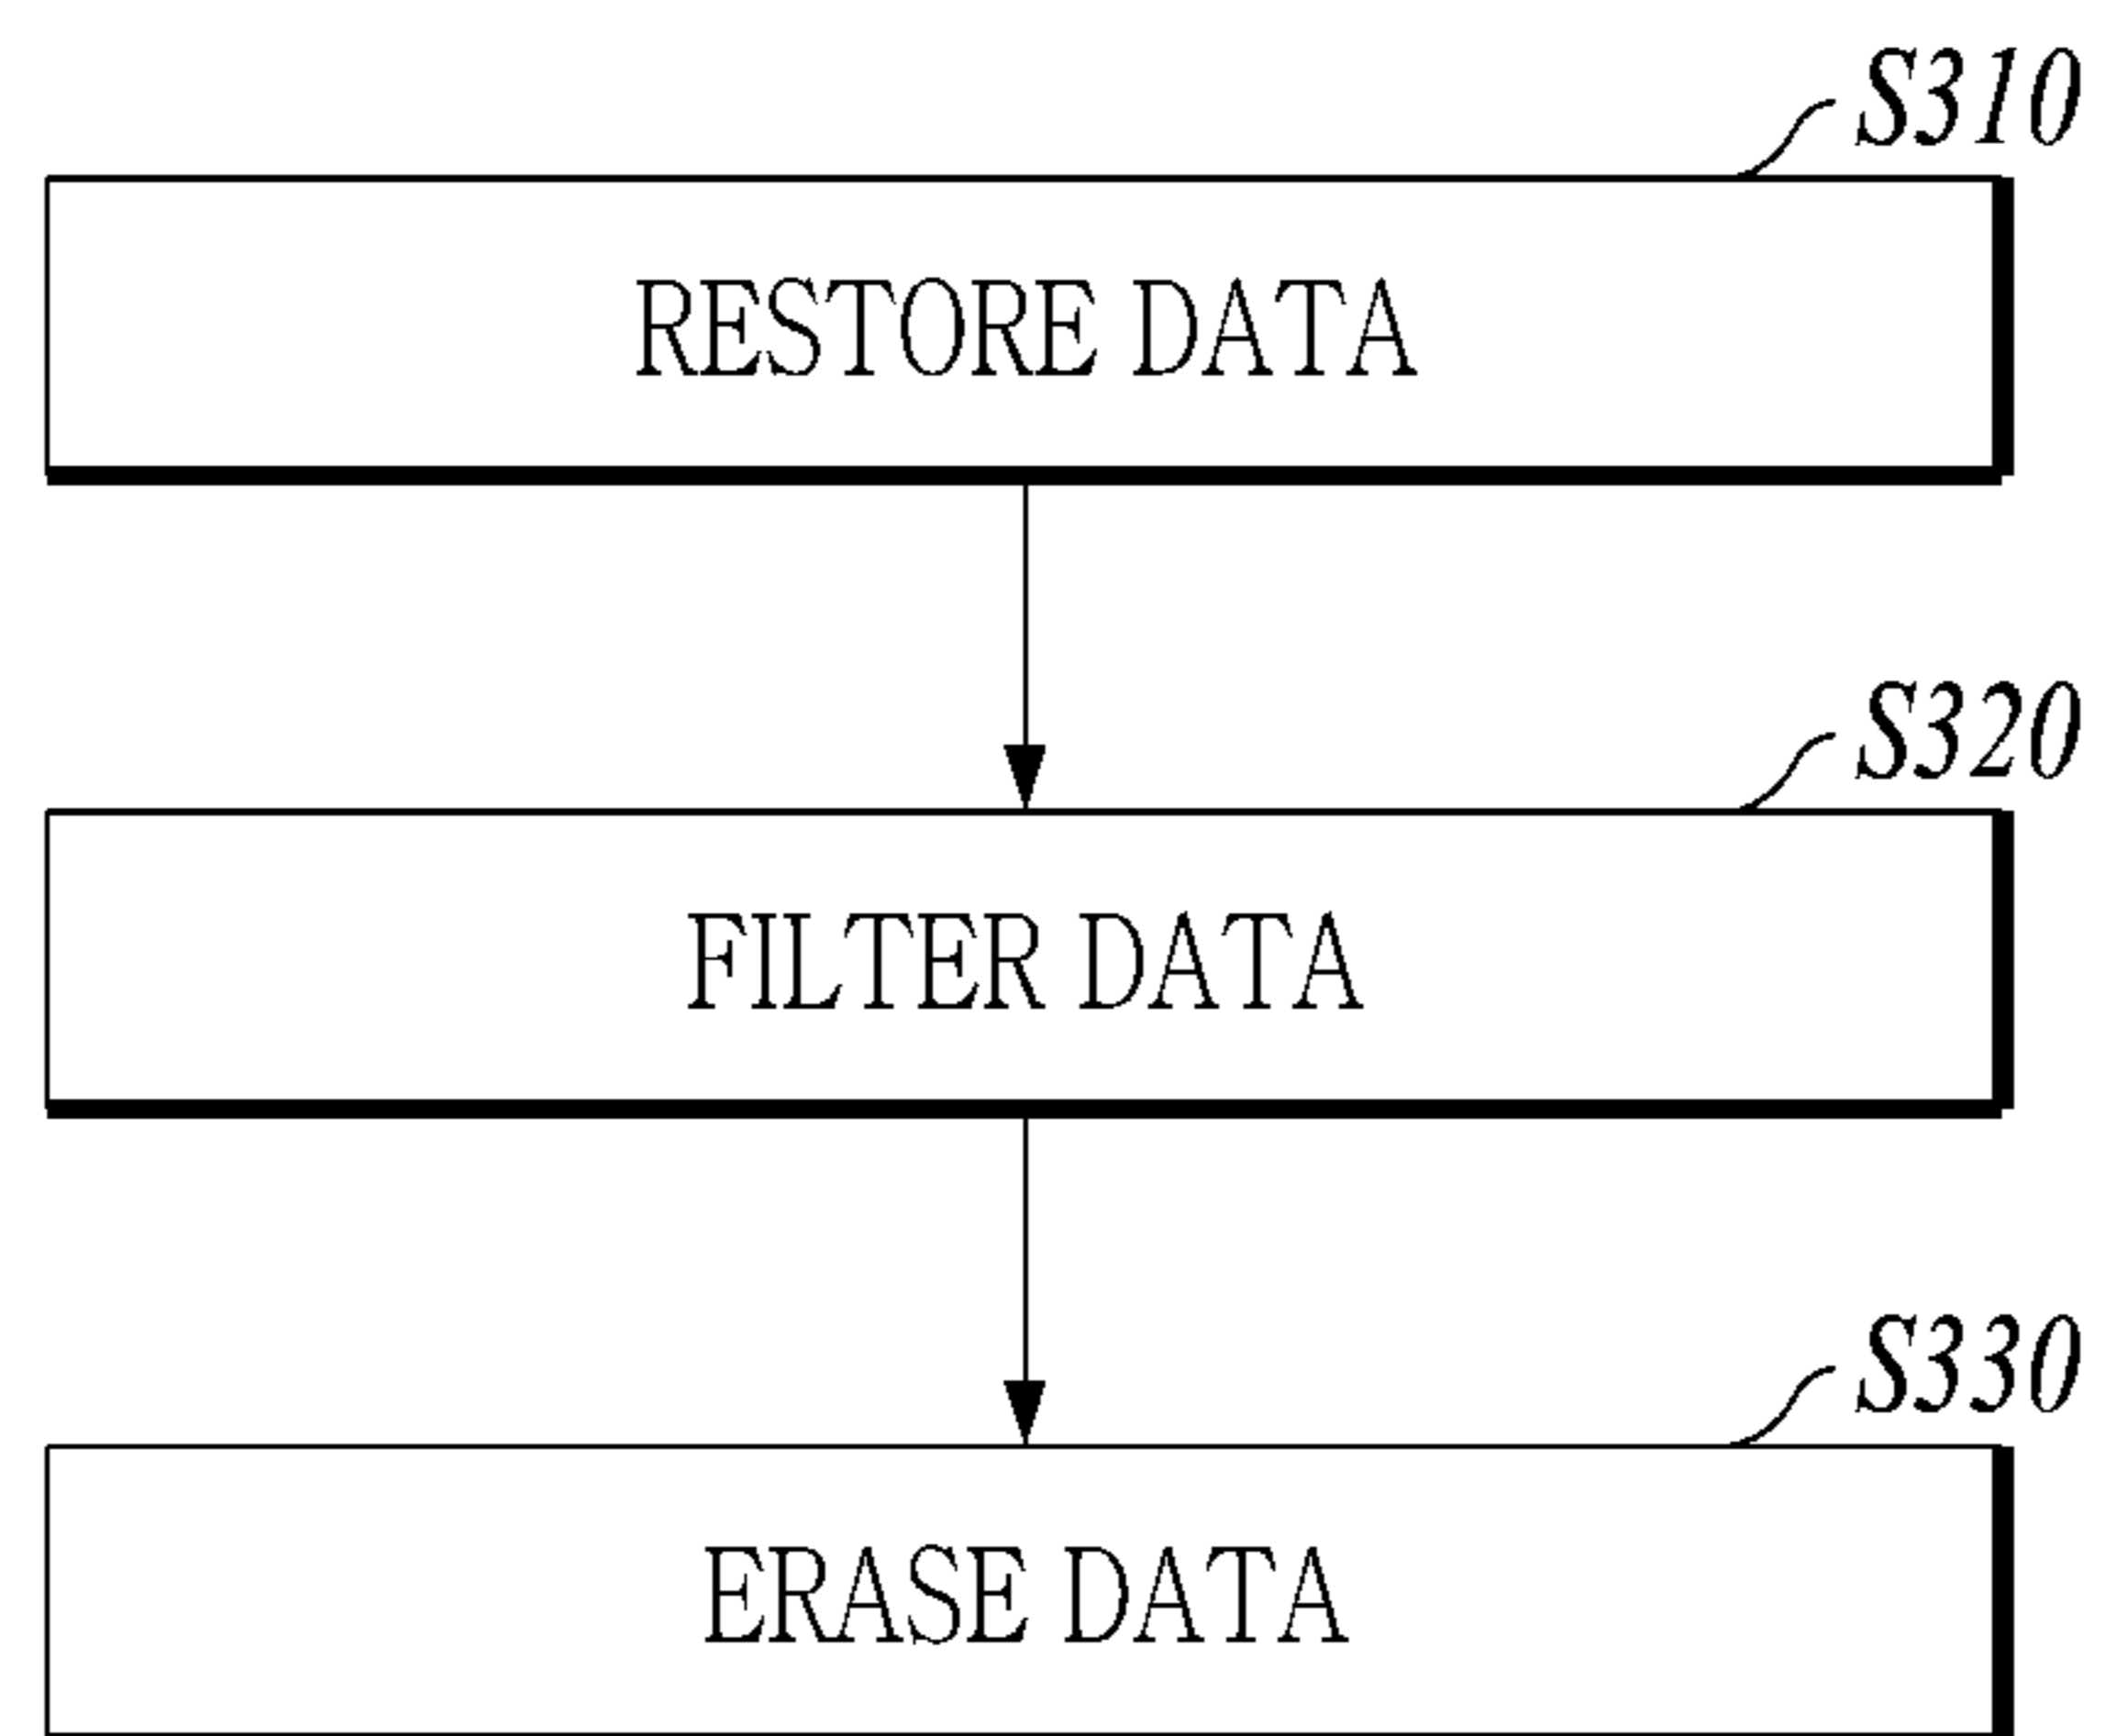 S310
RESTORE DATA
S320
FILTER DATA
S330
ERASE DATA